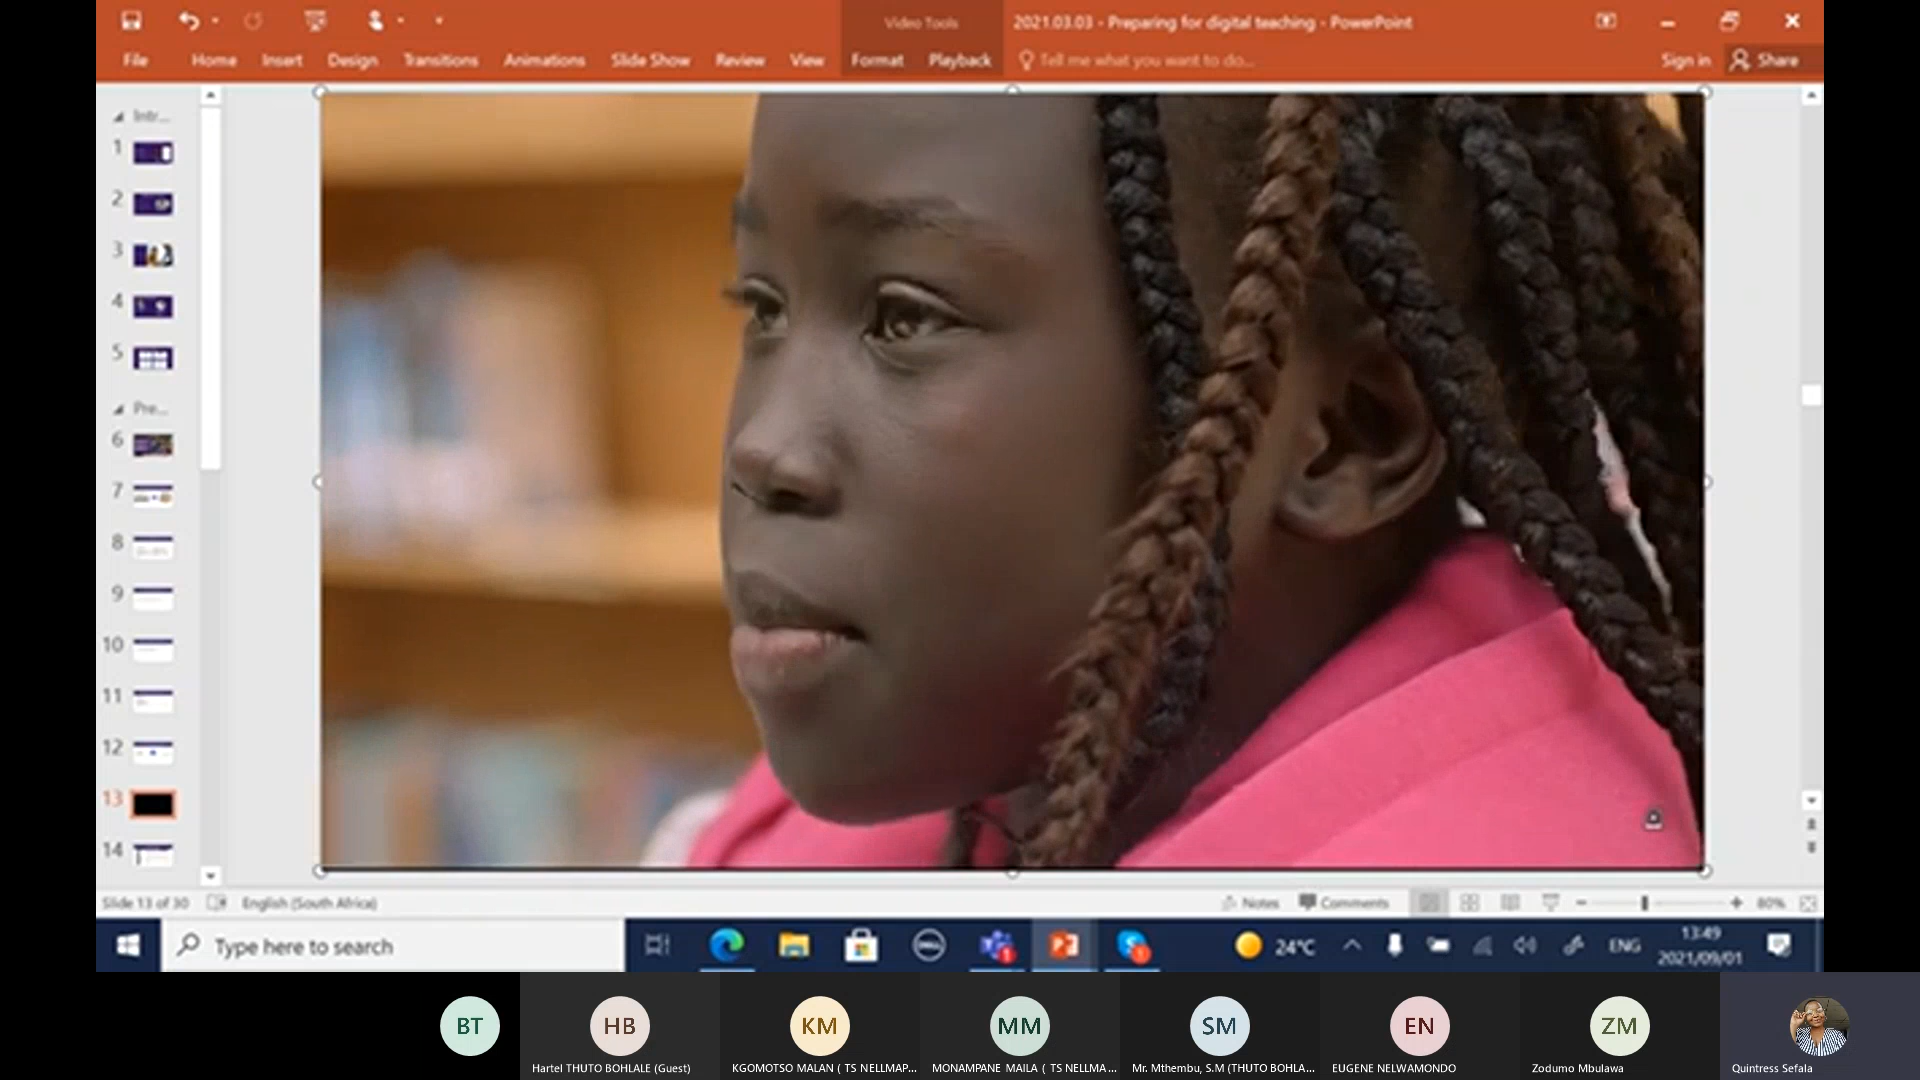 Video Tools
2021.03.03 - Preparing for digital teaching - PowerPoint
File Home Insert Design Transitions Animations Slide Show Review View Format Playback Tell me what you want to do... Sign in Share
Intr...
1
2
3
4
5
Pre...
6
7
8
9
10
11
12
13
14
Slide 13 of 30 English (South Africa) Notes Comments 80%
Type here to search 24°C ENG 13:49
2021/09/01
BT HB KM MM SM EN ZM
Hartel THUTO BOHLALE (Guest) KGOMOTSO MALAN ( TS NELLMAP... MONAMPANE MAILA ( TS NELLMA... Mr. Mthembu, S.M (THUTO BOHLA... EUGENE NELWAMONDO Zodumo Mbulawa Quintress Sefala